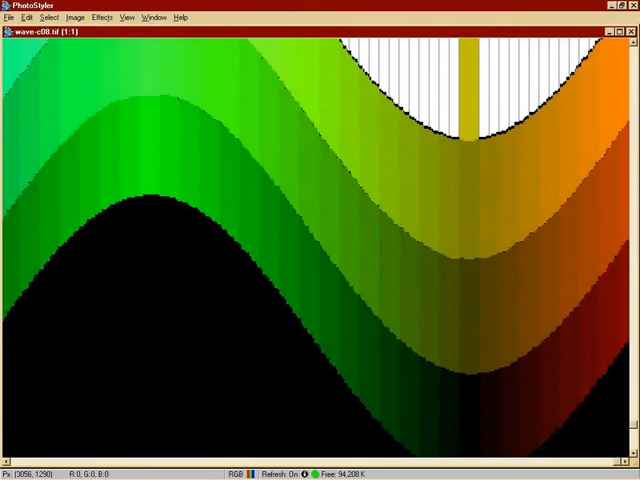 PhotoStyler
File Edit Select Image Effects View Window Help
wave-c08.tif (1:1)
Px (3056, 1290) R:0, G:0, B:0 RGB Refresh: On Free: 94,208 K